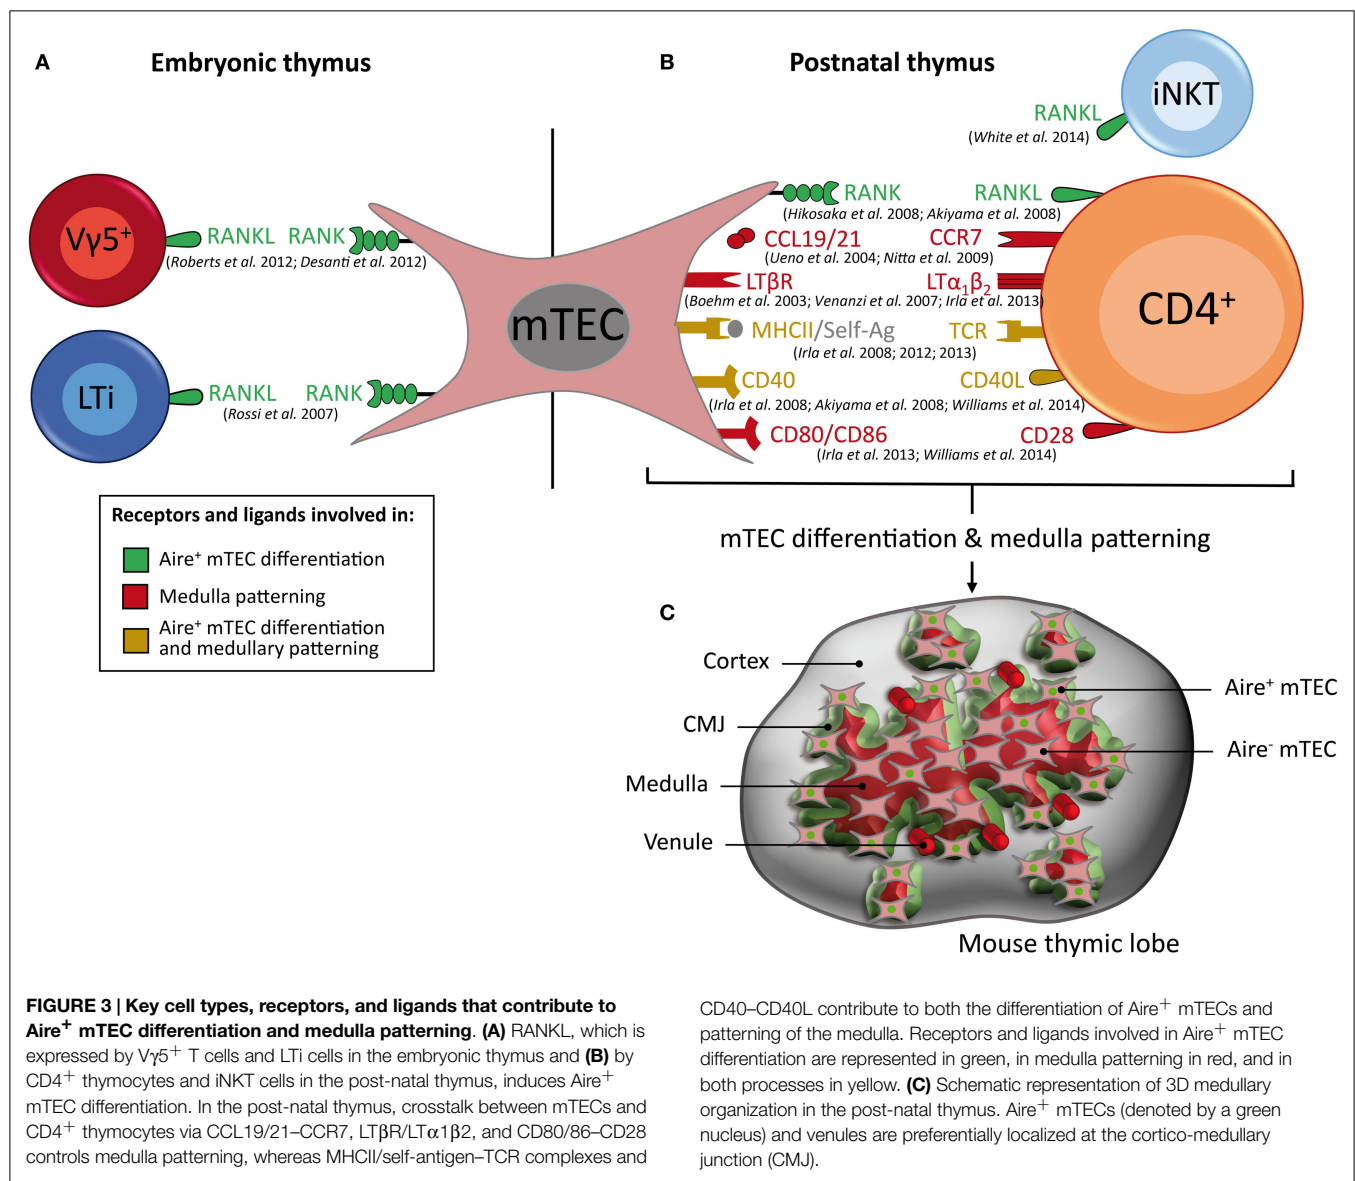 A
Embryonic thymus
B
Postnatal thymus
iNKT
RANKL
(White et al. 2014)
Vγ5⁺
RANKL
RANK
(Roberts et al. 2012; Desanti et al. 2012)
LTi
RANKL
RANK
(Rossi et al. 2007)
mTEC
RANK
RANKL
(Hikosaka et al. 2008; Akiyama et al. 2008)
CCL19/21
CCR7
(Ueno et al. 2004; Nitta et al. 2009)
LTβR
LTα₁β₂
(Boehm et al. 2003; Venanzi et al. 2007; Irla et al. 2013)
MHCII/Self-Ag
TCR
(Irla et al. 2008; 2012; 2013)
CD40
CD40L
(Irla et al. 2008; Akiyama et al. 2008; Williams et al. 2014)
CD80/CD86
CD28
(Irla et al. 2013; Williams et al. 2014)
CD4⁺
Receptors and ligands involved in:
Aire⁺ mTEC differentiation
Medulla patterning
Aire⁺ mTEC differentiation
and medullary patterning
mTEC differentiation & medulla patterning
C
Cortex
CMJ
Medulla
Venule
Aire⁺ mTEC
Aire⁻ mTEC
Mouse thymic lobe
FIGURE 3 | Key cell types, receptors, and ligands that contribute to
Aire⁺ mTEC differentiation and medulla patterning. (A) RANKL, which is
expressed by Vγ5⁺ T cells and LTi cells in the embryonic thymus and (B) by
CD4⁺ thymocytes and iNKT cells in the post-natal thymus, induces Aire⁺
mTEC differentiation. In the post-natal thymus, crosstalk between mTECs and
CD4⁺ thymocytes via CCL19/21–CCR7, LTβR/LTα1β2, and CD80/86–CD28
controls medulla patterning, whereas MHCII/self-antigen–TCR complexes and
CD40–CD40L contribute to both the differentiation of Aire⁺ mTECs and
patterning of the medulla. Receptors and ligands involved in Aire⁺ mTEC
differentiation are represented in green, in medulla patterning in red, and in
both processes in yellow. (C) Schematic representation of 3D medullary
organization in the post-natal thymus. Aire⁺ mTECs (denoted by a green
nucleus) and venules are preferentially localized at the cortico-medullary
junction (CMJ).